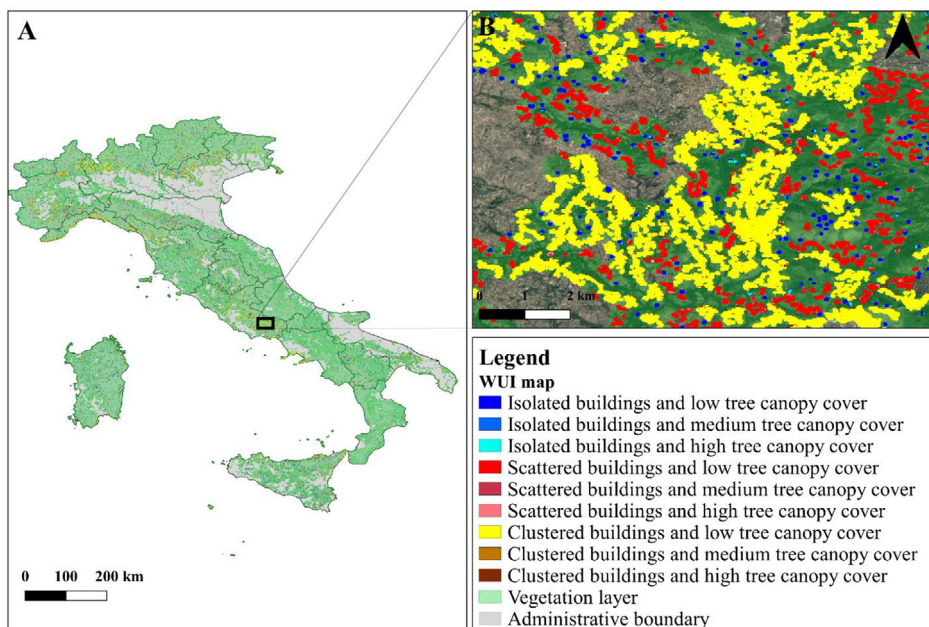 A
B
0 1 2 km
0 100 200 km
Legend
WUI map
Isolated buildings and low tree canopy cover
Isolated buildings and medium tree canopy cover
Isolated buildings and high tree canopy cover
Scattered buildings and low tree canopy cover
Scattered buildings and medium tree canopy cover
Scattered buildings and high tree canopy cover
Clustered buildings and low tree canopy cover
Clustered buildings and medium tree canopy cover
Clustered buildings and high tree canopy cover
Vegetation layer
Administrative boundary